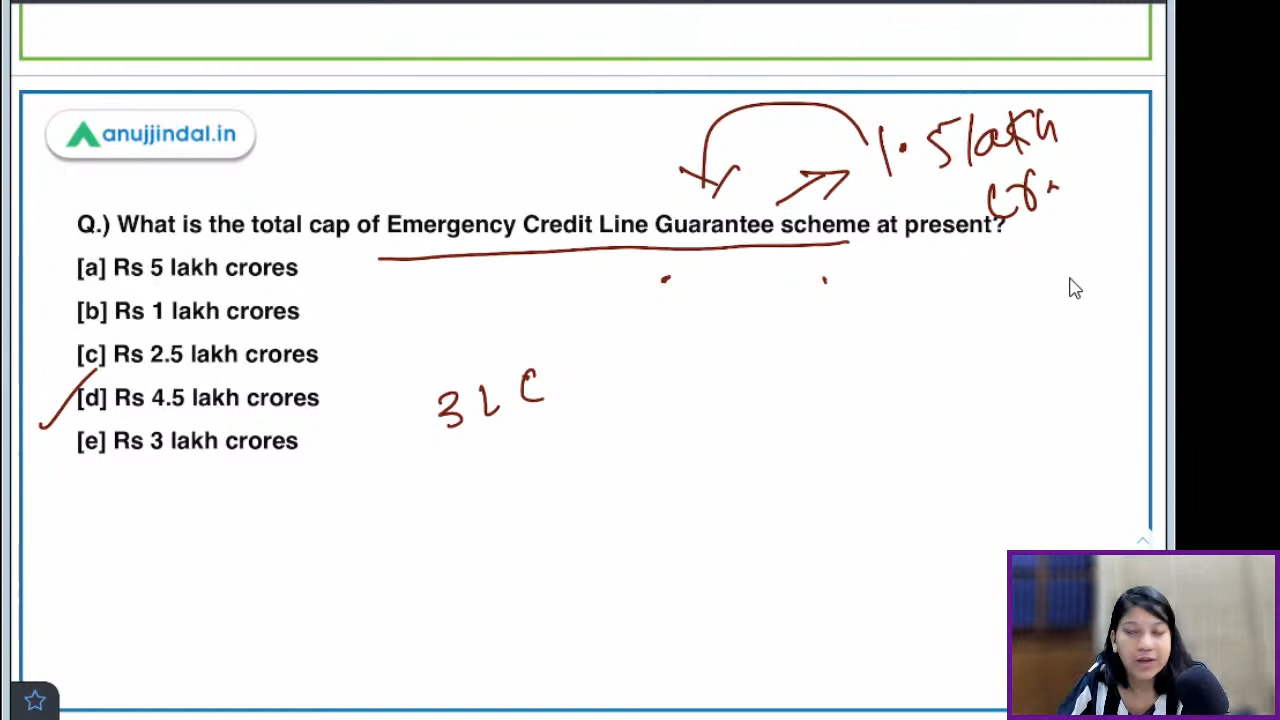 anujjindal.in
1.5 lakh
cr.
Q.) What is the total cap of Emergency Credit Line Guarantee scheme at present?
[a] Rs 5 lakh crores
[b] Rs 1 lakh crores
[c] Rs 2.5 lakh crores
[d] Rs 4.5 lakh crores
3 L C
[e] Rs 3 lakh crores